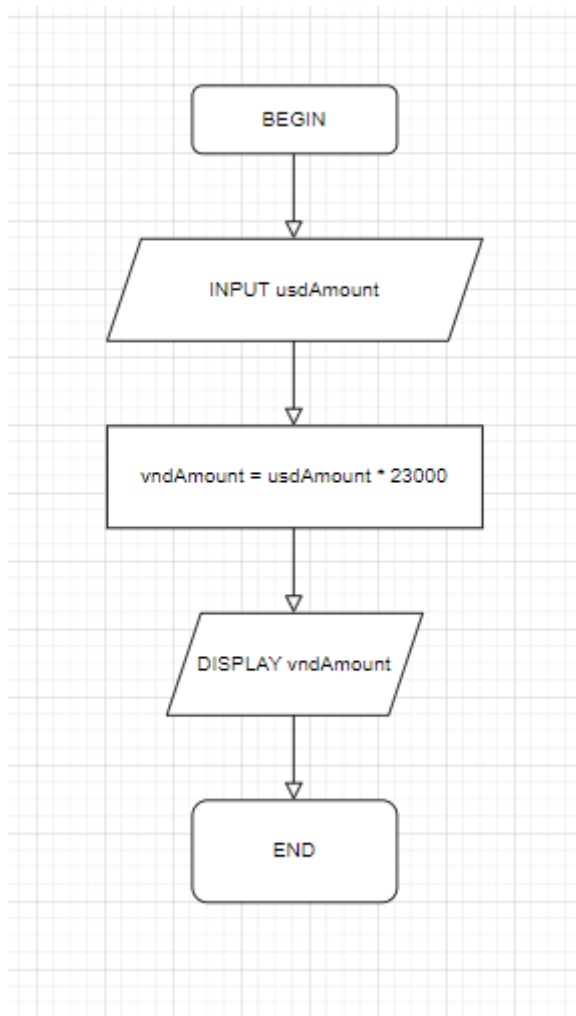 BEGIN
INPUT usdAmount
vndAmount = usdAmount * 23000
DISPLAY vndAmount
END